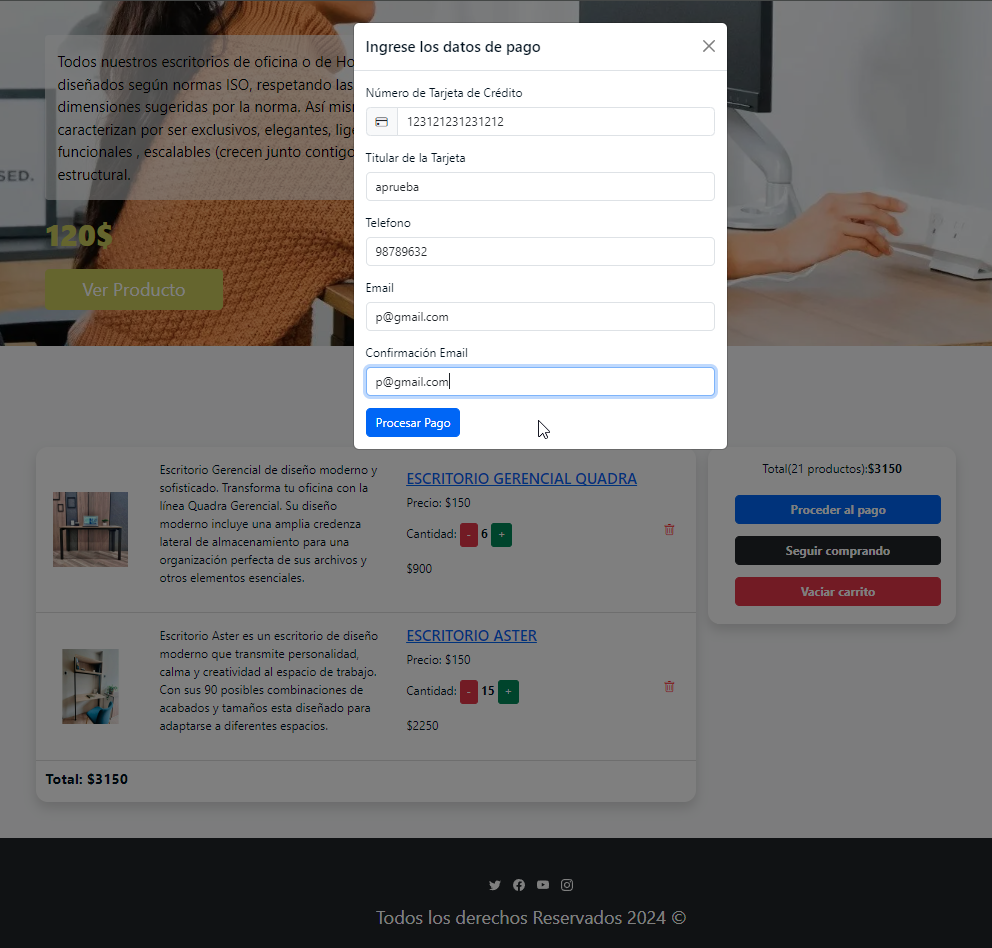 Ingrese los datos de pago
Todos nuestros escritorios de oficina o de Ho
diseñados según normas ISO, respetando las
dimensiones sugeridas por la norma. Así mis
caracterizan por ser exclusivos, elegantes, lige
funcionales , escalables (crecen junto contigo
estructural.
SED.
120$
Ver Producto
Número de Tarjeta de Crédito
123121231231212
Titular de la Tarjeta
aprueba
Telefono
98789632
Email
p@gmail.com
Confirmación Email
p@gmail.com
Procesar Pago
Escritorio Gerencial de diseño moderno y
sofisticado. Transforma tu oficina con la
línea Quadra Gerencial. Su diseño
moderno incluye una amplia credenza
lateral de almacenamiento para una
organización perfecta de sus archivos y
otros elementos esenciales.
ESCRITORIO GERENCIAL QUADRA
Precio: $150
Cantidad: - 6 +
$900
Escritorio Aster es un escritorio de diseño
moderno que transmite personalidad,
calma y creatividad al espacio de trabajo.
Con sus 90 posibles combinaciones de
acabados y tamaños esta diseñado para
adaptarse a diferentes espacios.
ESCRITORIO ASTER
Precio: $150
Cantidad: - 15 +
$2250
Total: $3150
Total(21 productos):$3150
Proceder al pago
Seguir comprando
Vaciar carrito
Todos los derechos Reservados 2024 ©